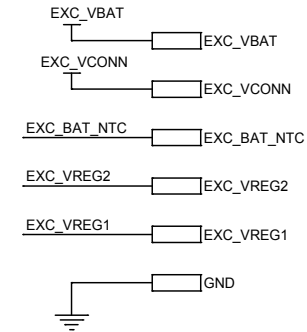 EXC_VBAT
EXC_VBAT
EXC_VCONN
EXC_VCONN
EXC_BAT_NTC
EXC_BAT_NTC
EXC_VREG2
EXC_VREG2
EXC_VREG1
EXC_VREG1
GND